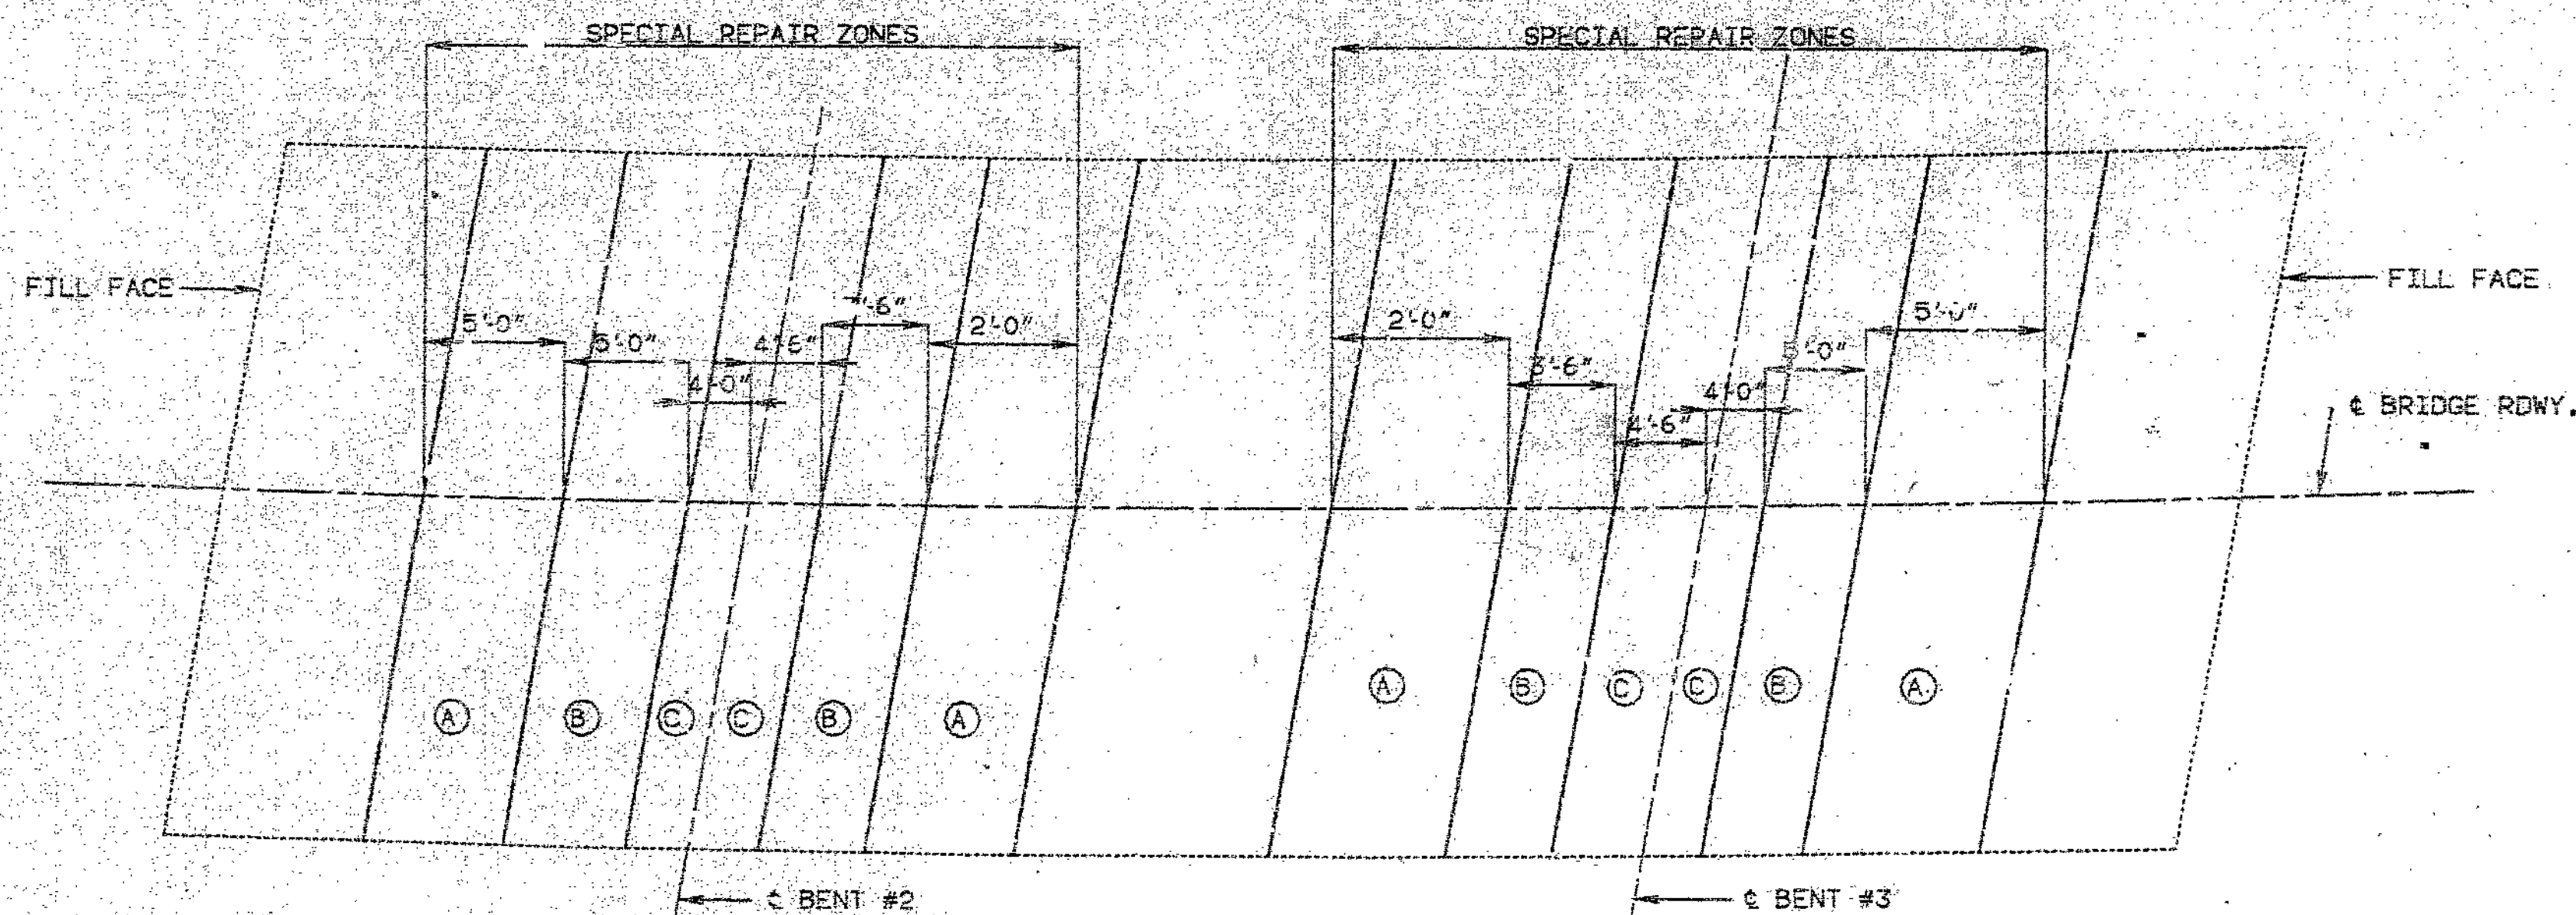 SPECIAL REPAIR ZONES
SPECIAL REPAIR ZONES
FILL FACE
5'-0"
5'-0"
4'-0"
4'-6"
2'-0"
2'-0"
3'-6"
4'-6"
4'-0"
5'-0"
FILL FACE
℄ BRIDGE RDWY.
A B C C B A
A B C C B A
℄ BENT #2
℄ BENT #3